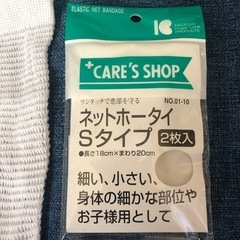 ELASTIC NET BANDAGE
CARE'S SHOP
ワンタッチで患部を守る
NO.01-10
ネットホータイ
Sタイプ 2枚入
●長さ18cm×まわり20cm
細い、小さい、
身体の細かな部位や
お子様用として